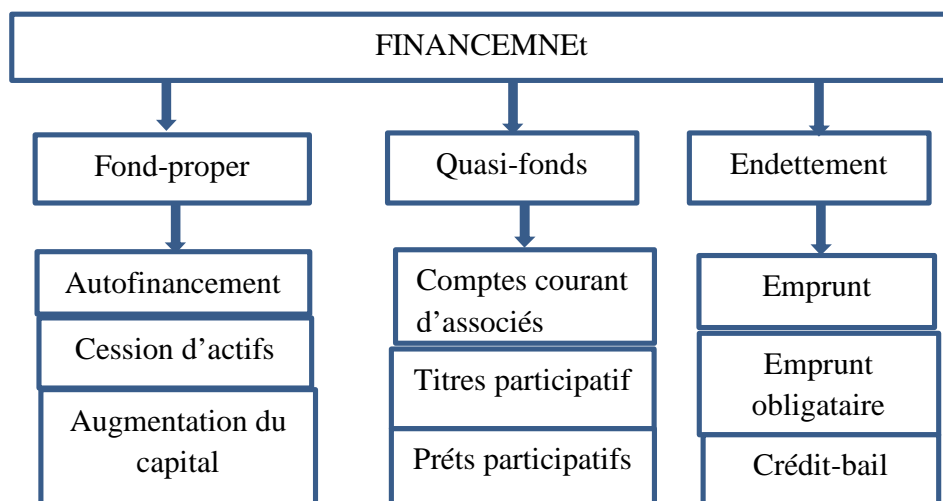 FINANCEMNEt
Fond-proper
Quasi-fonds
Endettement
Autofinancement
Cession d’actifs
Augmentation du
capital
Comptes courant
d’associés
Titres participatif
Préts participatifs
Emprunt
Emprunt
obligataire
Crédit-bail